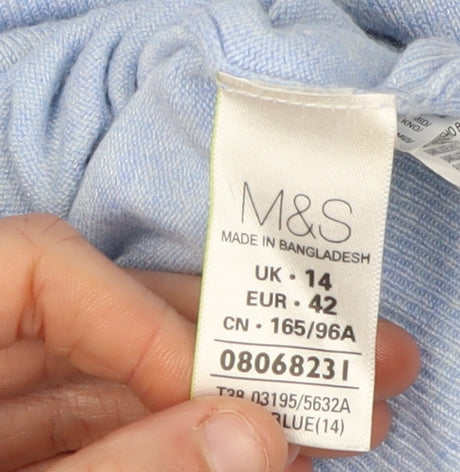 M&S
MADE IN BANGLADESH
UK · 14
EUR · 42
CN · 165/96A
08068231
T38 03195/5632A
BLUE(14)